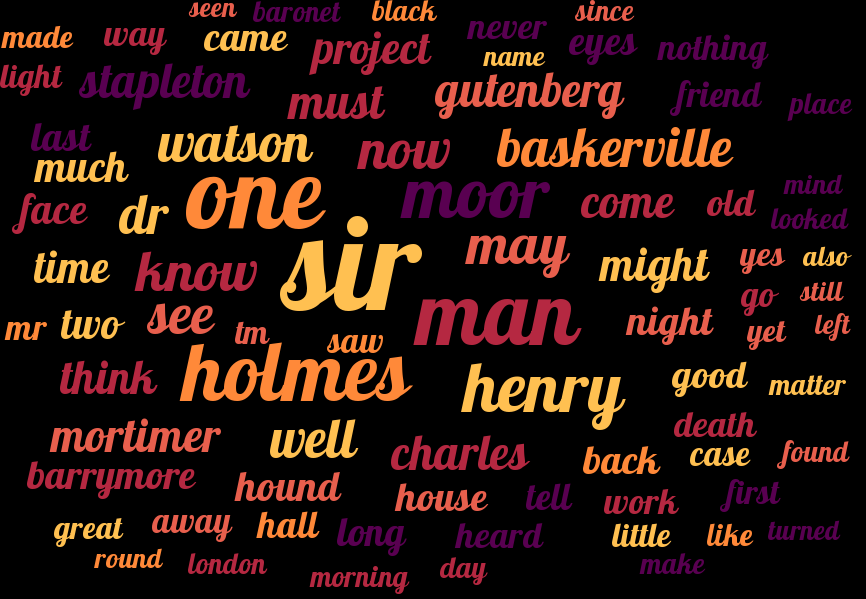 seen baronet black since
made way came project never name eyes nothing
light stapleton must gutenberg friend place
last much watson now baskerville
face dr one moor come old mind looked
time know sir may might yes also
mr two see tm saw man night go still yet left
think holmes henry good matter
mortimer well charles back death case found
barrymore hound house tell work first
great away hall long heard little like turned
round london morning day make